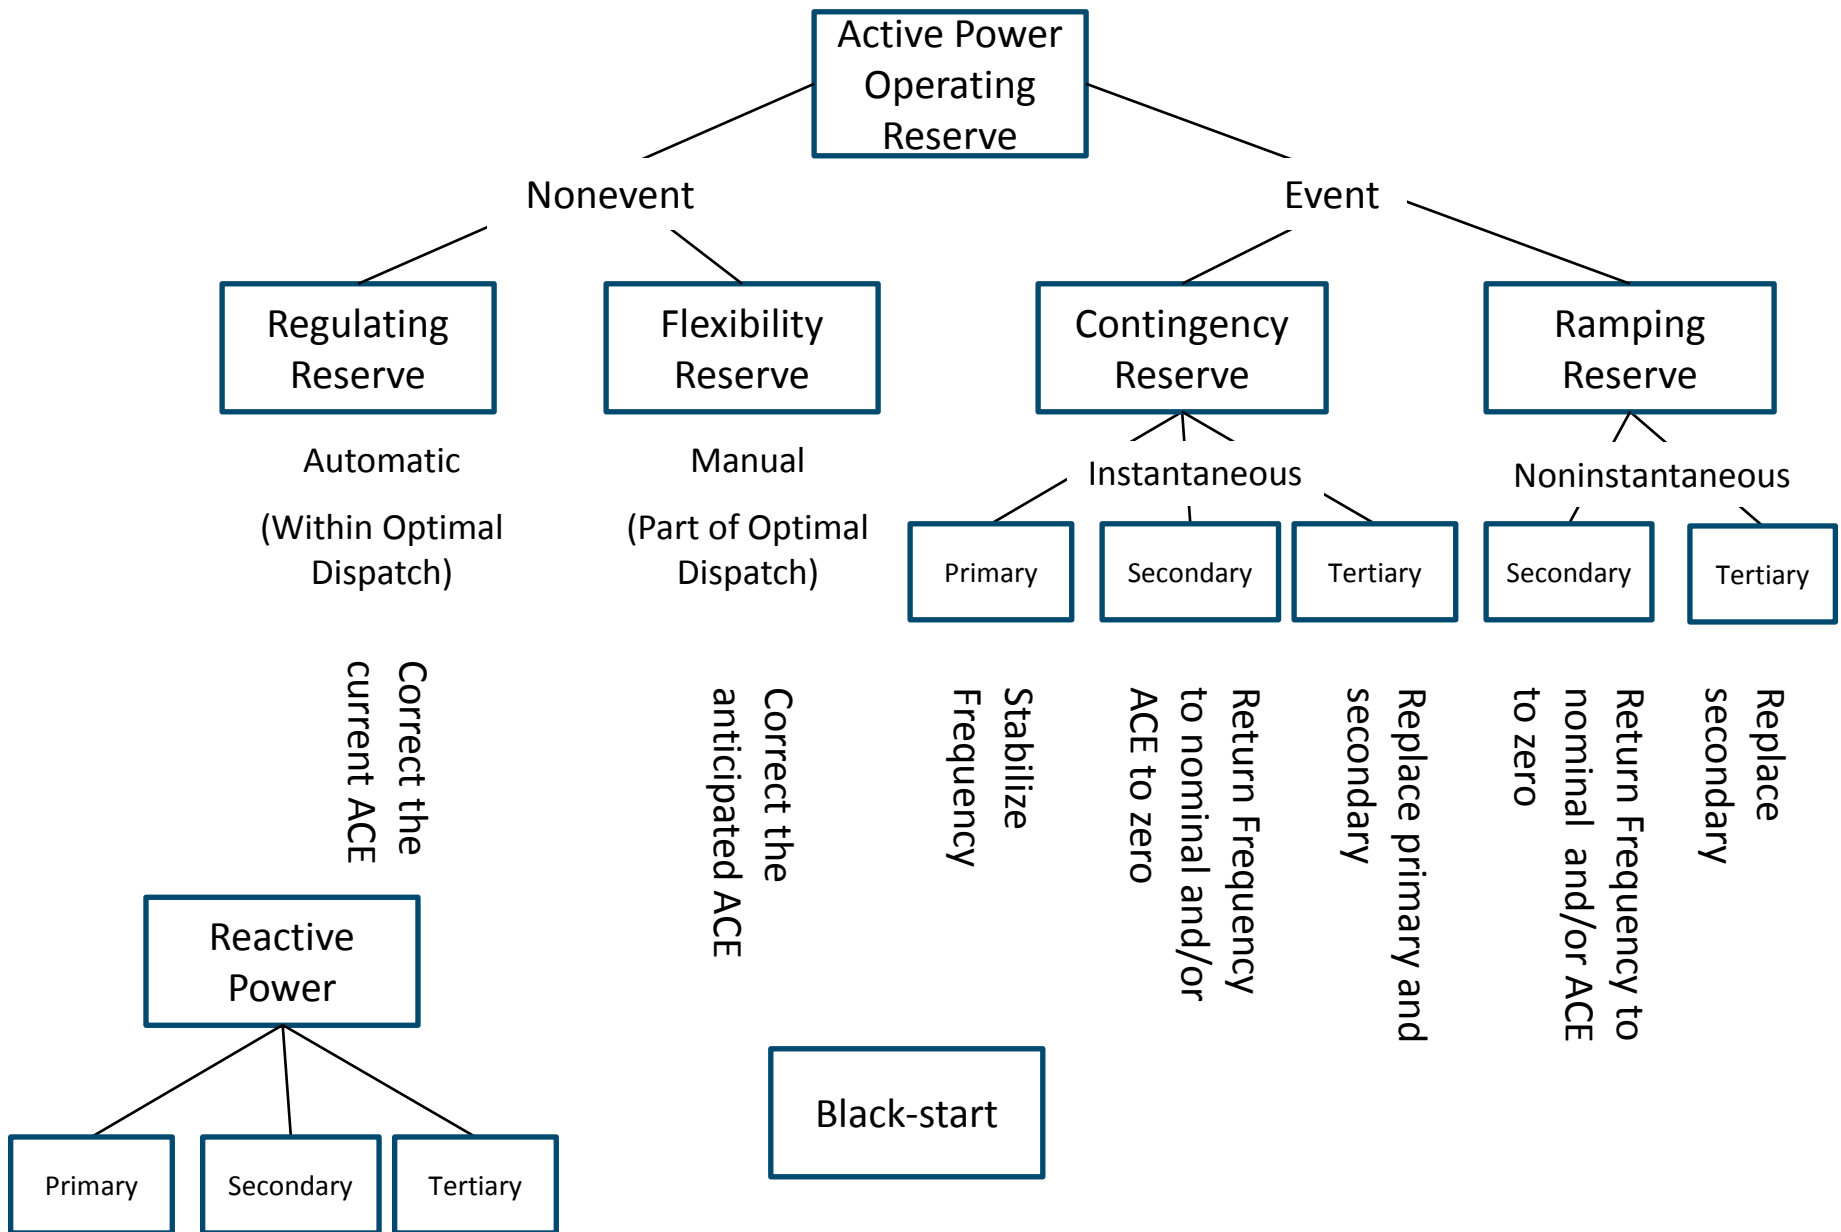 Active Power
Operating
Reserve
Nonevent
Event
Regulating
Reserve
Flexibility
Reserve
Contingency
Reserve
Ramping
Reserve
Automatic
(Within Optimal
Dispatch)
Manual
(Part of Optimal
Dispatch)
Instantaneous
Noninstantaneous
Primary
Secondary
Tertiary
Secondary
Tertiary
Correct the
current ACE
Correct the
anticipated ACE
Stabilize
Frequency
Return Frequency
to nominal and/or
ACE to zero
Replace primary and
secondary
Return Frequency to
nominal and/or ACE
to zero
Replace
secondary
Reactive
Power
Primary
Secondary
Tertiary
Black-start